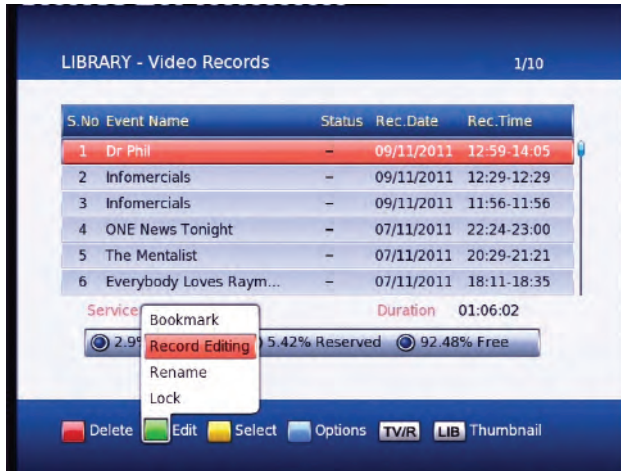 LIBRARY - Video Records 1/10
S.No Event Name Status Rec.Date Rec.Time
1 Dr Phil - 09/11/2011 12:59-14:05
2 Infomercials - 09/11/2011 12:29-12:29
3 Infomercials - 09/11/2011 11:56-11:56
4 ONE News Tonight - 07/11/2011 22:24-23:00
5 The Mentalist - 07/11/2011 20:29-21:21
6 Everybody Loves Raym... - 07/11/2011 18:11-18:35
Service Duration 01:06:02
Bookmark
5.42% Reserved 92.48% Free
Record Editing
Rename
Lock
Delete Edit Select Options TV/R LIB Thumbnail